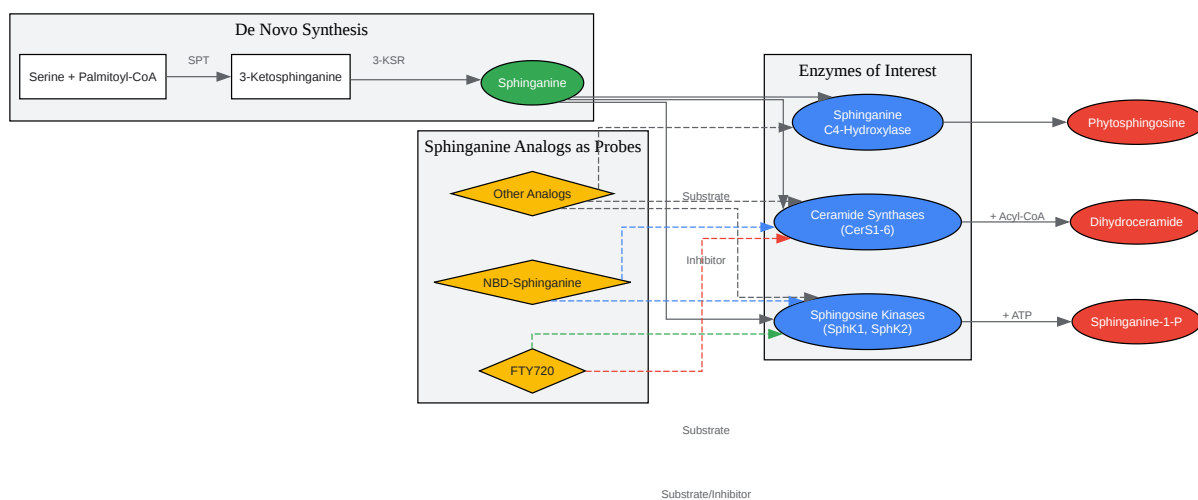 De Novo Synthesis
Serine + Palmitoyl-CoA
SPT
3-Ketosphinganine
3-KSR
Sphinganine
Sphinganine Analogs as Probes
Other Analogs
NBD-Sphinganine
FTY720
Substrate
Inhibitor
Substrate
Substrate/Inhibitor
Enzymes of Interest
Sphinganine
C4-Hydroxylase
Ceramide Synthases
(CerS1-6)
Sphingosine Kinases
(SphK1, SphK2)
+ Acyl-CoA
+ ATP
Phytosphingosine
Dihydroceramide
Sphinganine-1-P